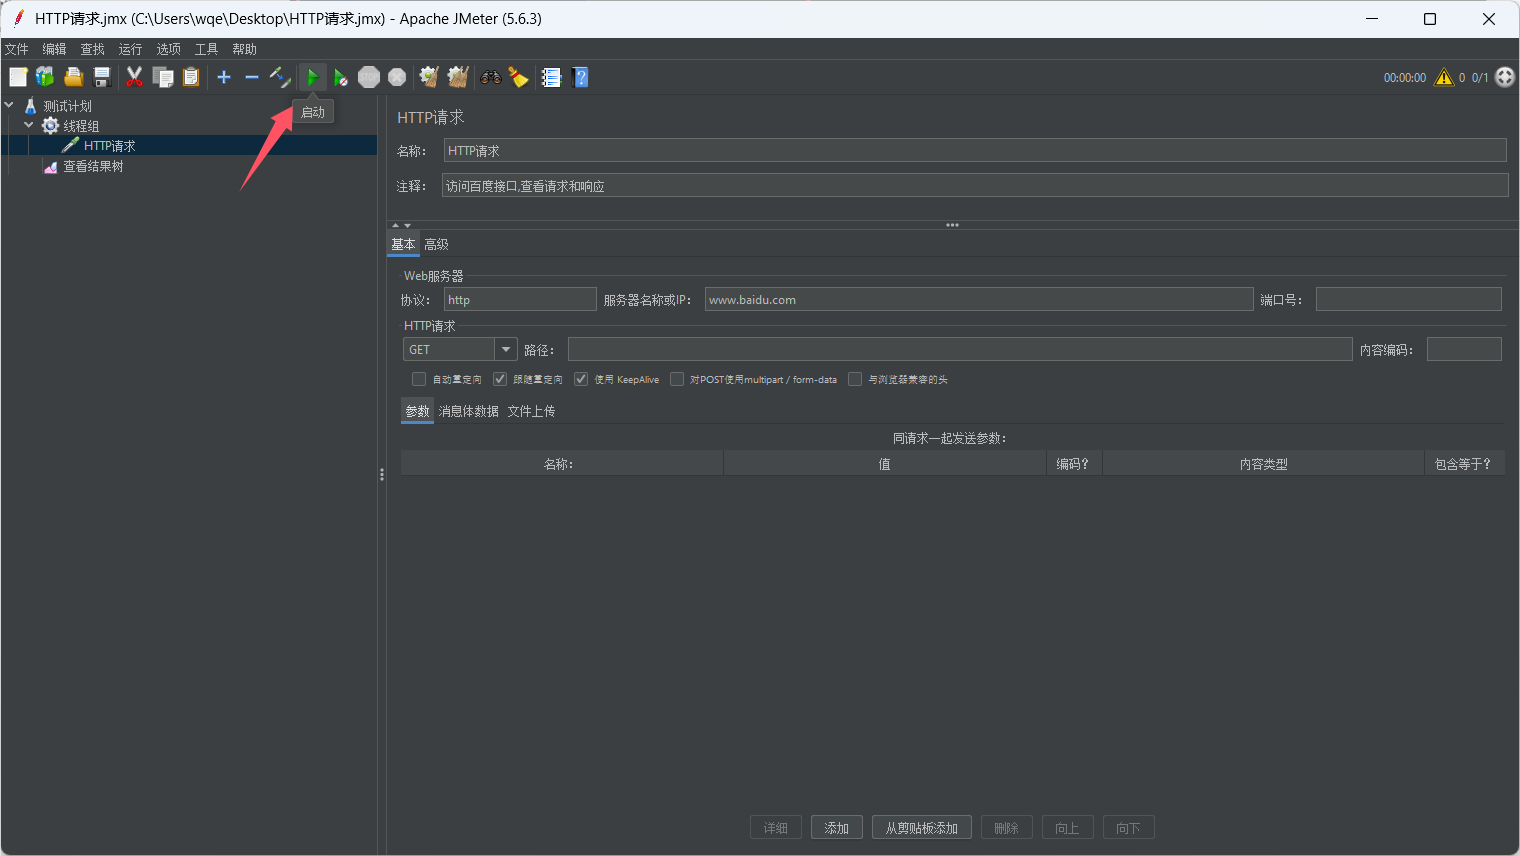 HTTP请求.jmx (C:\Users\wqe\Desktop\HTTP请求.jmx) - Apache JMeter (5.6.3)
文件 编辑 查找 运行 选项 工具 帮助
STOP
00:00:00 0 0/1
启动
测试计划
线程组
HTTP请求
查看结果树
HTTP请求
名称： HTTP请求
注释： 访问百度接口,查看请求和响应
基本 高级
Web服务器
协议： http 服务器名称或IP： www.baidu.com 端口号：
HTTP请求
GET 路径： 内容编码：
自动重定向 跟随重定向 使用 KeepAlive 对POST使用multipart / form-data 与浏览器兼容的头
参数 消息体数据 文件上传
同请求一起发送参数：
名称： 值 编码？ 内容类型 包含等于？
详细 添加 从剪贴板添加 删除 向上 向下